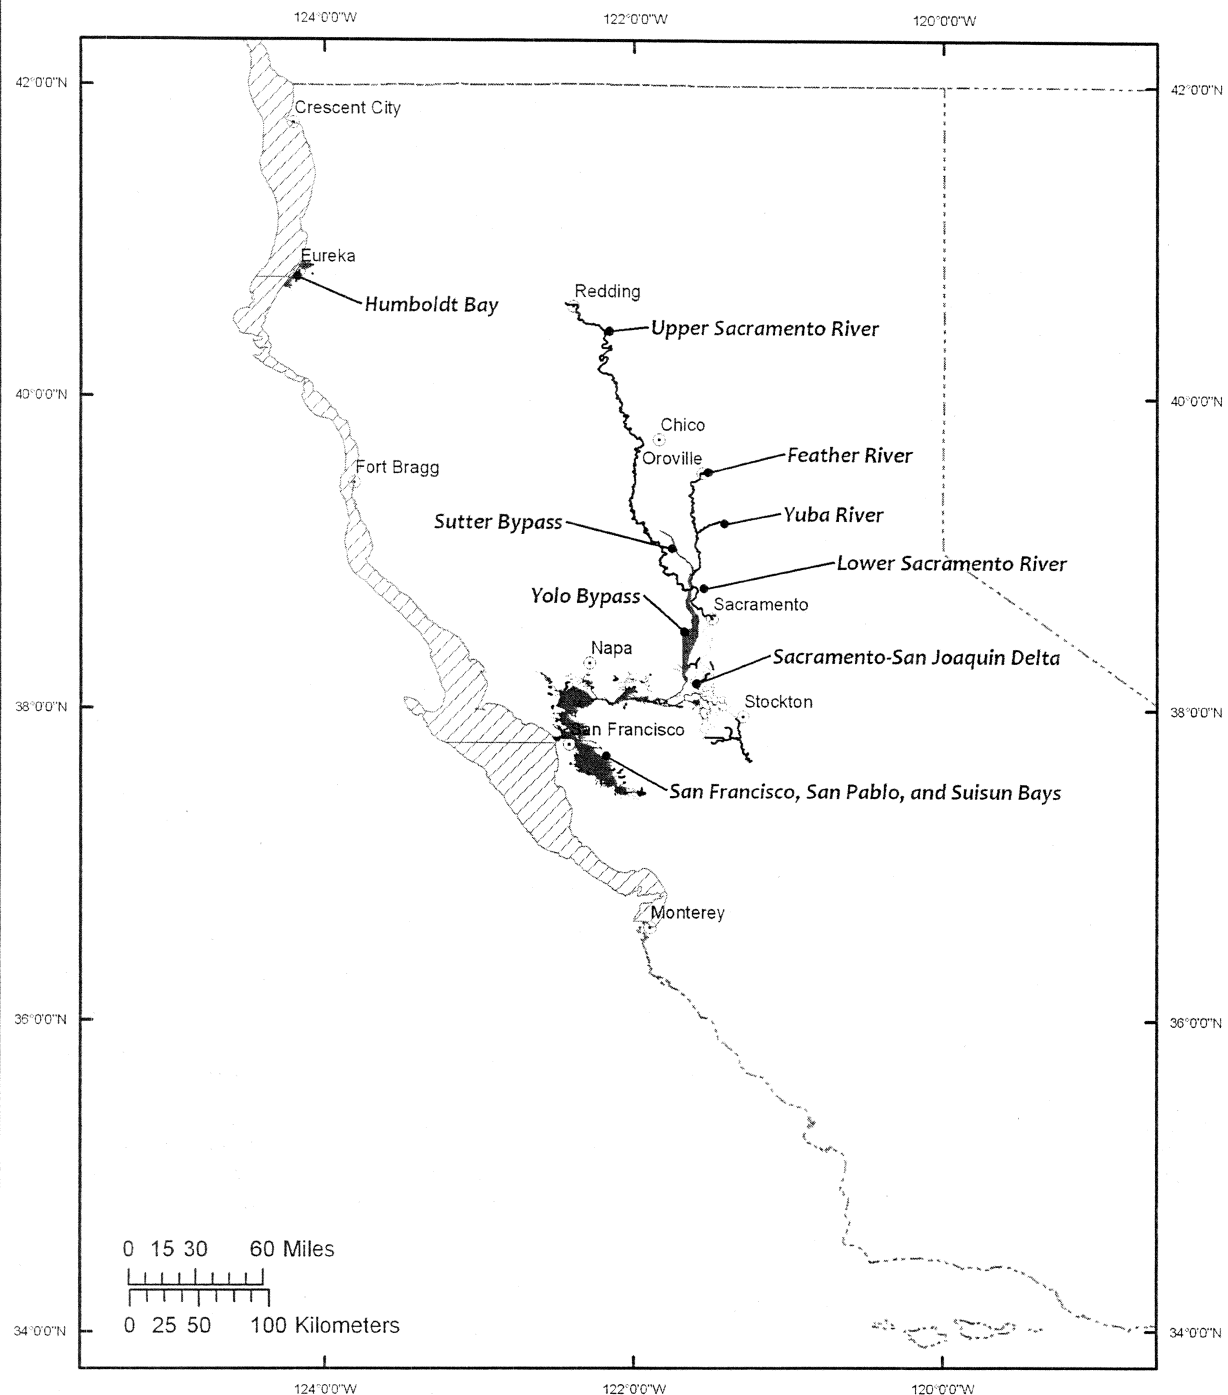 124°0'0"W 122°0'0"W 120°0'0"W
42°0'0"N 42°0'0"N
Crescent City
Eureka
Humboldt Bay
Redding
Upper Sacramento River
40°0'0"N 40°0'0"N
Chico
Oroville
Feather River
Fort Bragg
Yuba River
Sutter Bypass
Lower Sacramento River
Yolo Bypass
Sacramento
Napa
Sacramento-San Joaquin Delta
Stockton
38°0'0"N 38°0'0"N
San Francisco
San Francisco, San Pablo, and Suisun Bays
Monterey
36°0'0"N 36°0'0"N
0 15 30 60 Miles
0 25 50 100 Kilometers
34°0'0"N 34°0'0"N
124°0'0"W 122°0'0"W 120°0'0"W